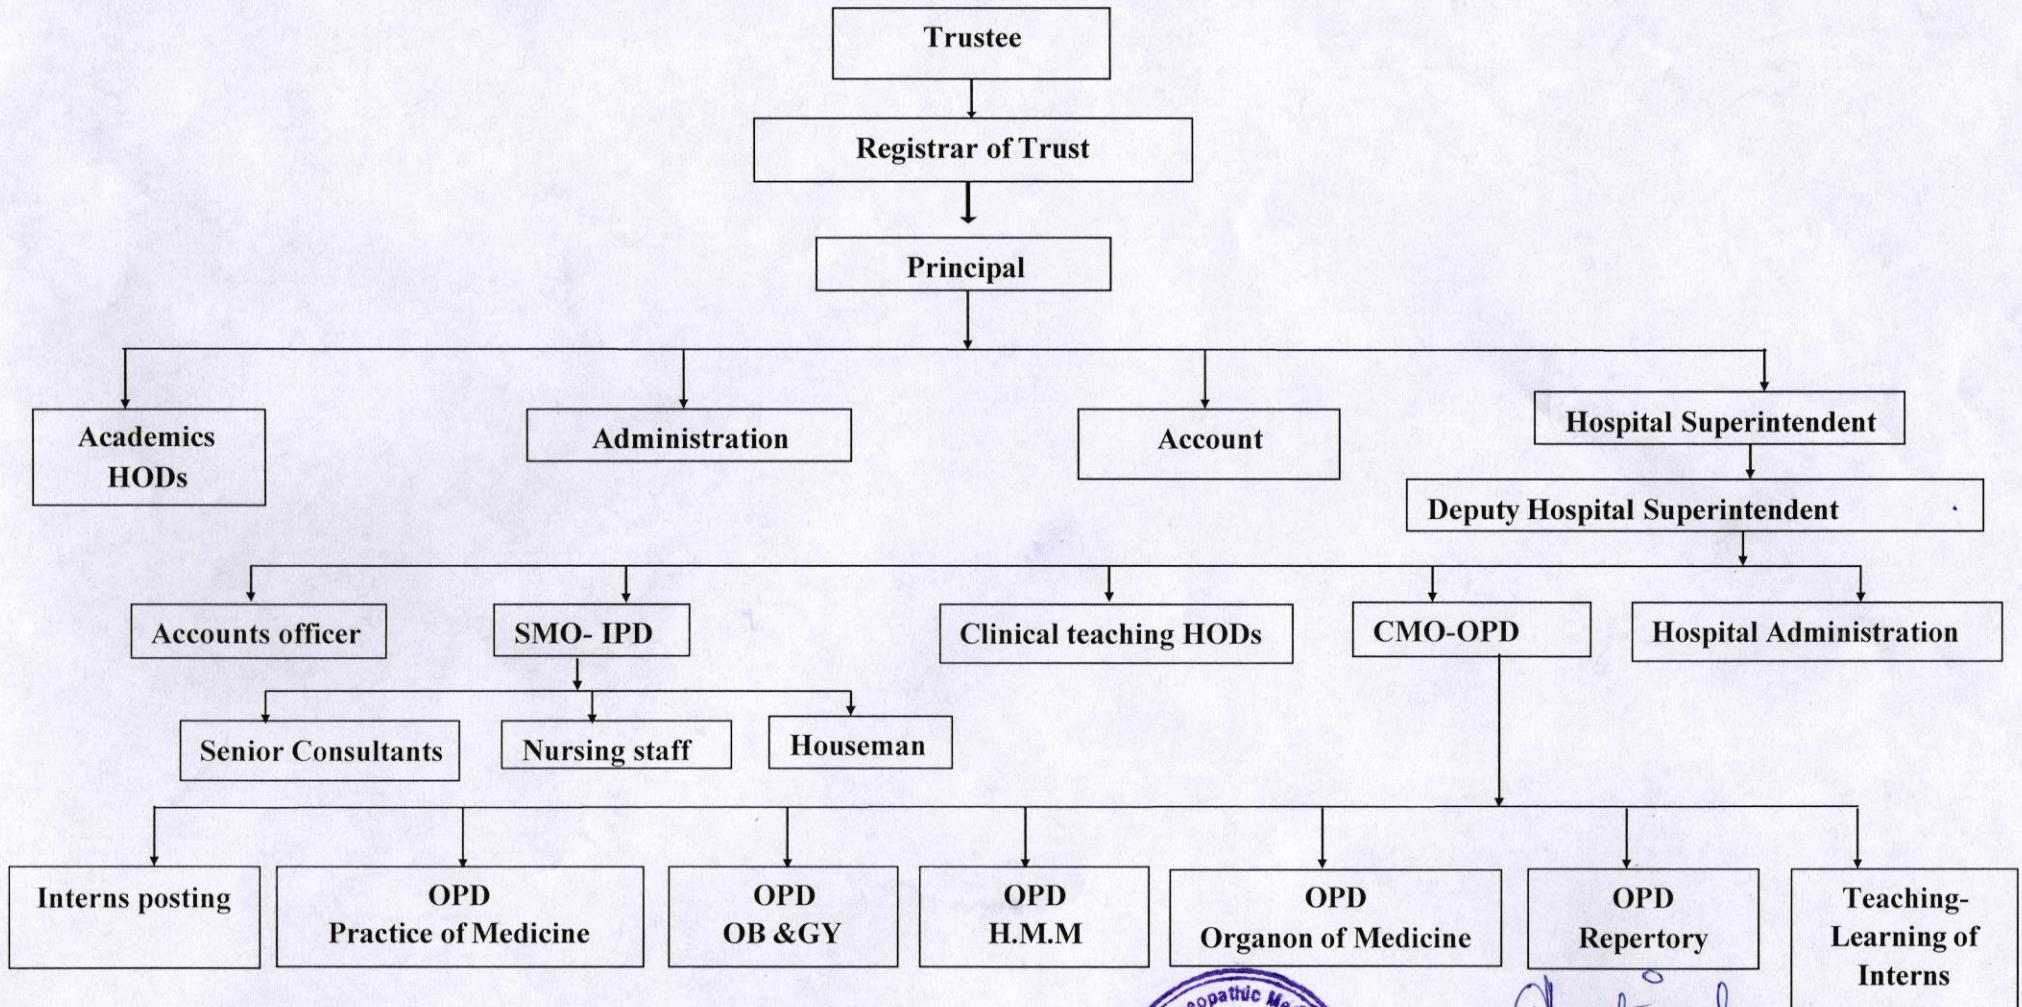 Trustee
Registrar of Trust
Principal
Academics
HODs
Administration
Account
Hospital Superintendent
Deputy Hospital Superintendent
Accounts officer
SMO- IPD
Clinical teaching HODs
CMO-OPD
Hospital Administration
Senior Consultants
Nursing staff
Houseman
Interns posting
OPD
Practice of Medicine
OPD
OB &GY
OPD
H.M.M
OPD
Organon of Medicine
OPD
Repertory
Teaching-
Learning of
Interns